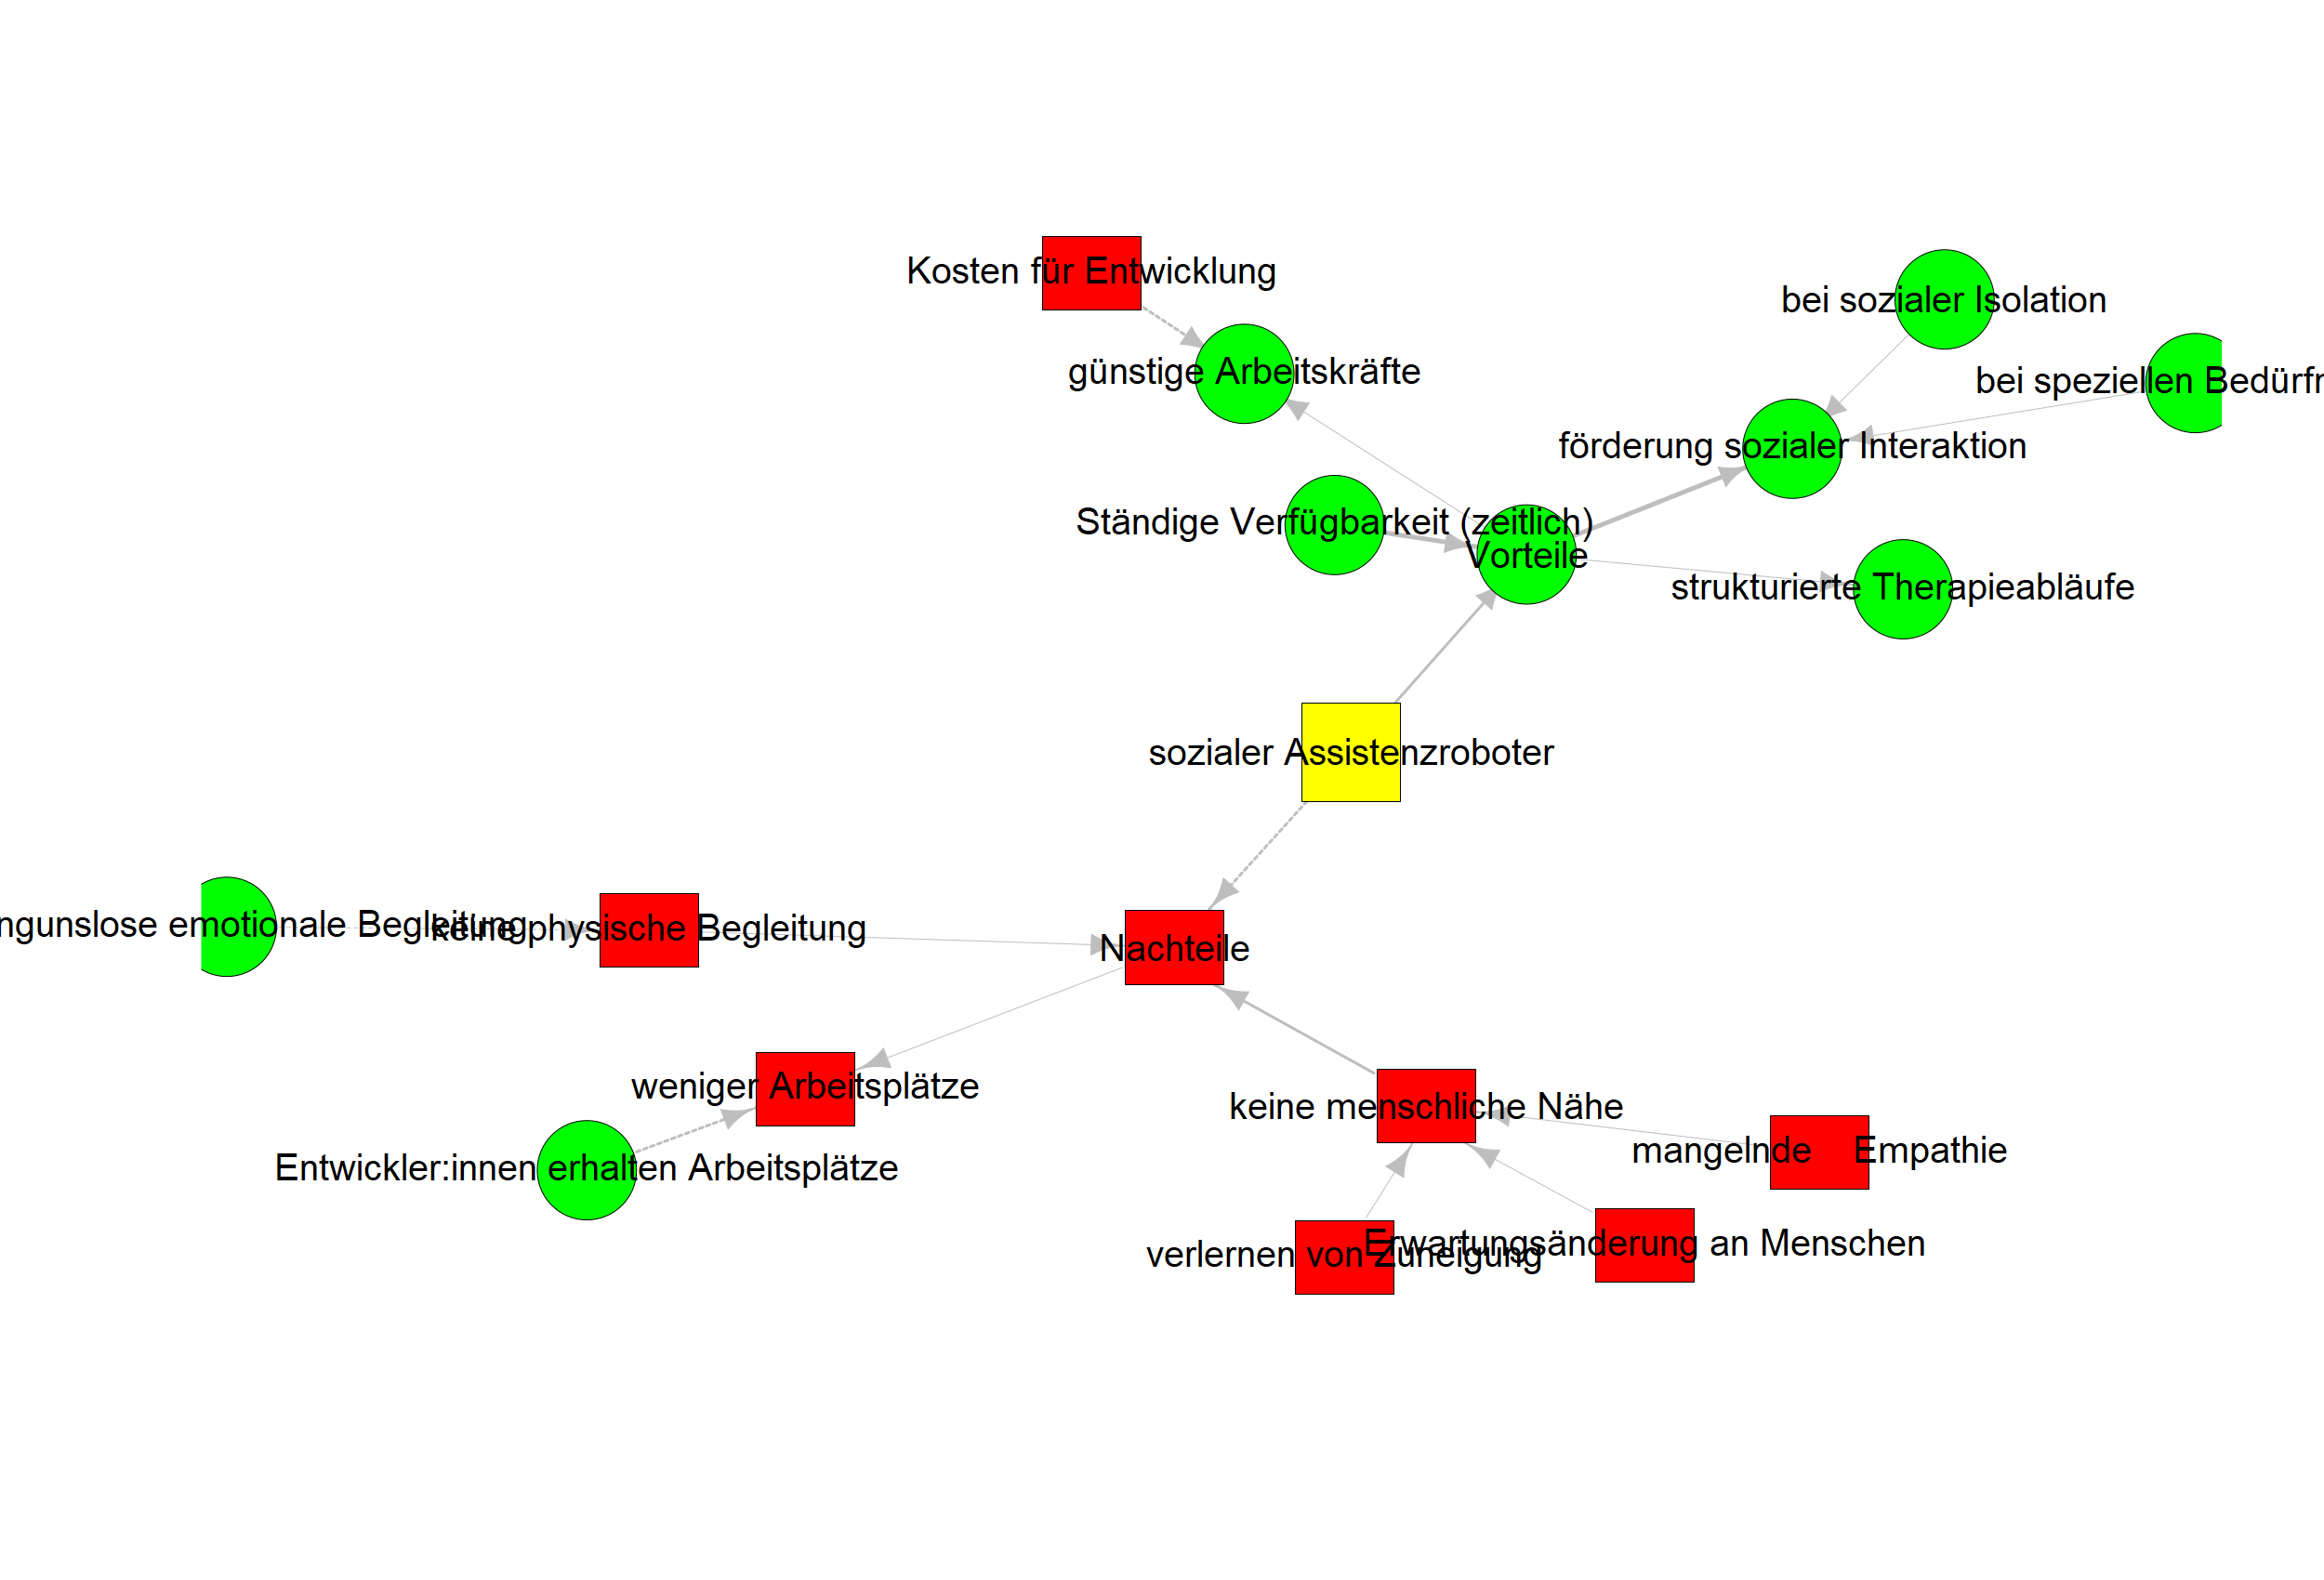 Kosten für Entwicklung
bei sozialer Isolation
günstige Arbeitskräfte
bei speziellen
förderung sozialer Interaktion
Ständige Verfügbarkeit (zeitlich)
Vorteile
strukturierte Therapieabläufe
sozialer Assistenzroboter
emotionale Begleitung
keine physische Begleitung
Nachteile
weniger Arbeitsplätze
keine menschliche Nähe
mangelnde Empathie
Entwickler:innen erhalten Arbeitsplätze
Erwartungsänderung an Menschen
verlernen von Zuneigung